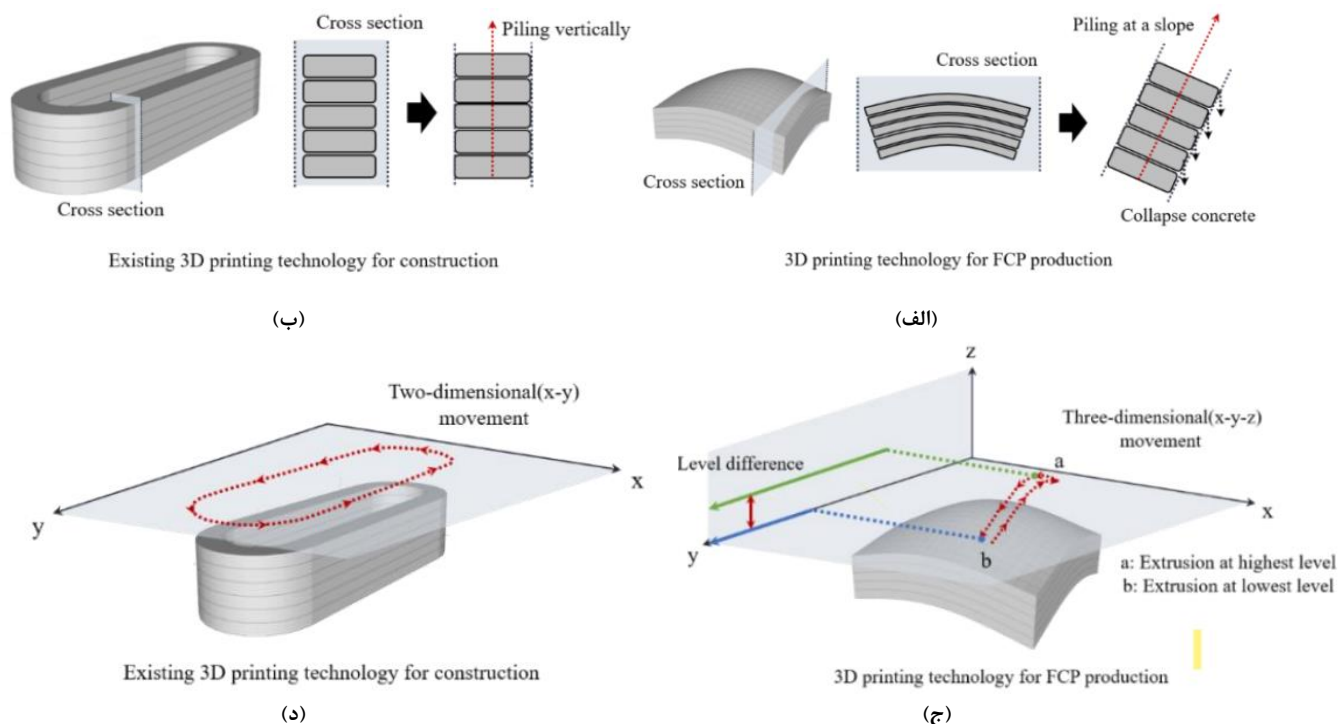 Cross section
Piling vertically
Cross section
Existing 3D printing technology for construction
(ب)
Piling at a slope
Cross section
Cross section
Collapse concrete
3D printing technology for FCP production
(الف)
Two-dimensional(x-y)
movement
x
y
Existing 3D printing technology for construction
(د)
z
Three-dimensional(x-y-z)
movement
Level difference
a
x
y
b
a: Extrusion at highest level
b: Extrusion at lowest level
3D printing technology for FCP production
(ج)